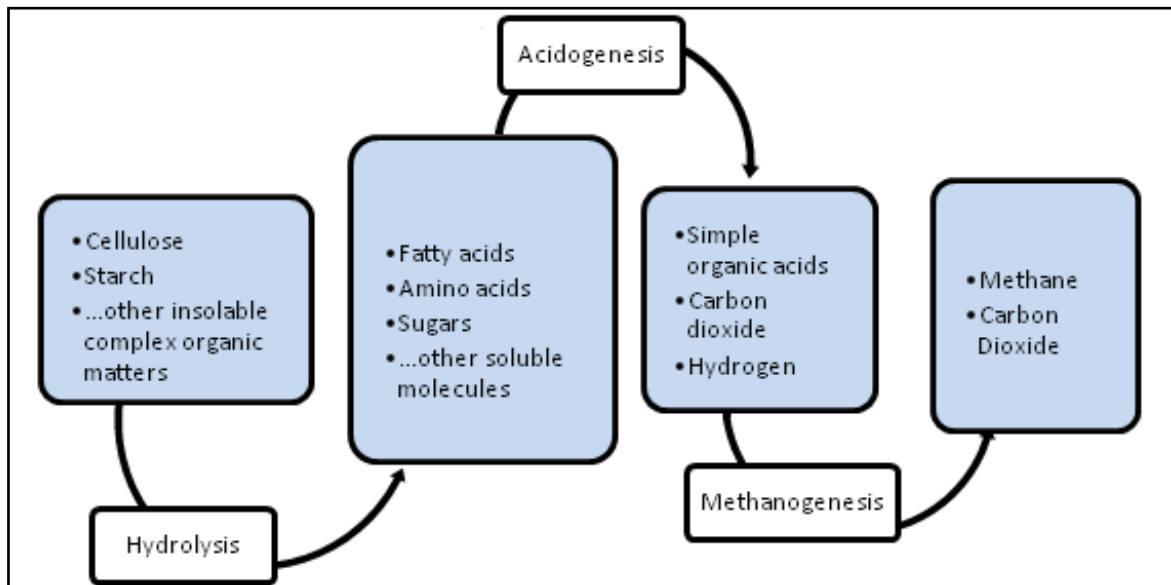 Acidogenesis
•Cellulose
•Starch
•...other insolable
complex organic
matters
Hydrolysis
•Fatty acids
•Amino acids
•Sugars
•...other soluble
molecules
•Simple
organic acids
•Carbon
dioxide
•Hydrogen
Methanogenesis
•Methane
•Carbon
Dioxide